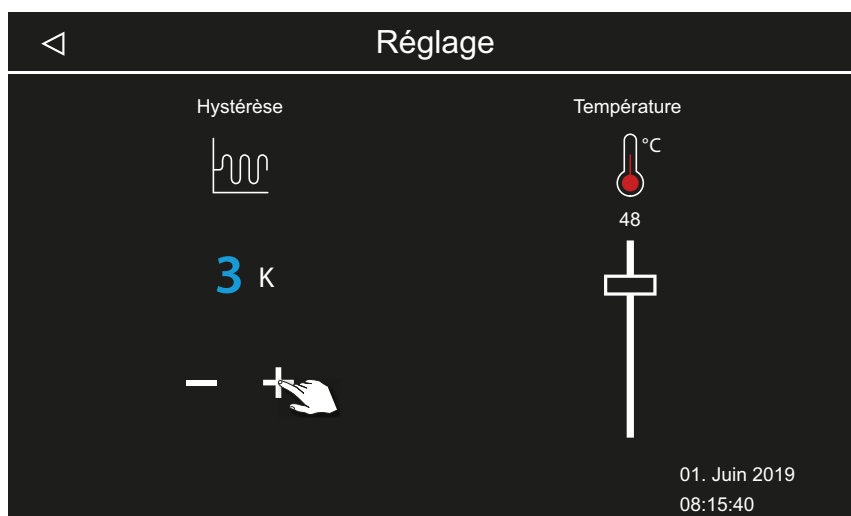 Réglage
Hystérèse
Température
°C
48
3 K
01. Juin 2019
08:15:40